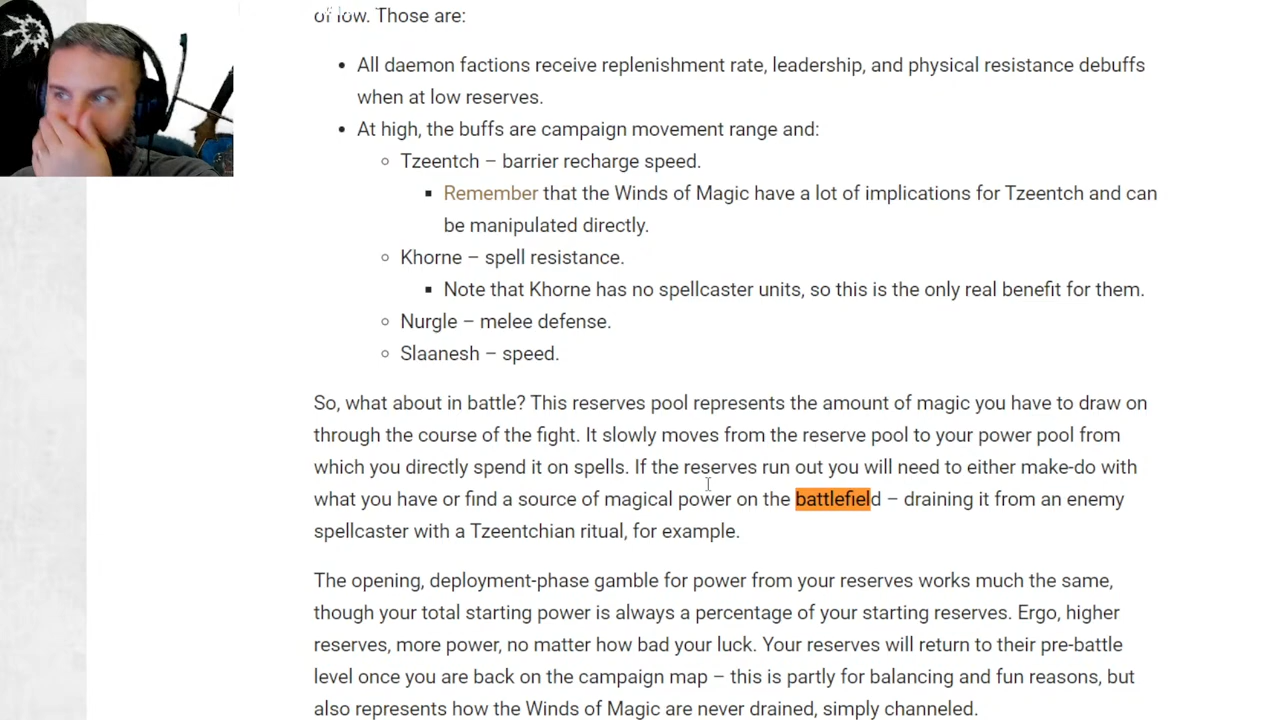 of low. Those are:
All daemon factions receive replenishment rate, leadership, and physical resistance debuffs
when at low reserves.
At high, the buffs are campaign movement range and:
Tzeentch – barrier recharge speed.
Remember that the Winds of Magic have a lot of implications for Tzeentch and can
be manipulated directly.
Khorne – spell resistance.
Note that Khorne has no spellcaster units, so this is the only real benefit for them.
Nurgle – melee defense.
Slaanesh – speed.
So, what about in battle? This reserves pool represents the amount of magic you have to draw on
through the course of the fight. It slowly moves from the reserve pool to your power pool from
which you directly spend it on spells. If the reserves run out you will need to either make-do with
what you have or find a source of magical power on the battlefield – draining it from an enemy
spellcaster with a Tzeentchian ritual, for example.
The opening, deployment-phase gamble for power from your reserves works much the same,
though your total starting power is always a percentage of your starting reserves. Ergo, higher
reserves, more power, no matter how bad your luck. Your reserves will return to their pre-battle
level once you are back on the campaign map – this is partly for balancing and fun reasons, but
also represents how the Winds of Magic are never drained, simply channeled.